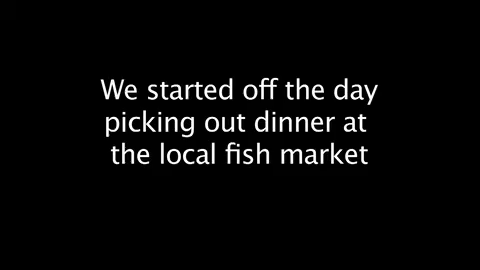 We started off the day
picking out dinner at
the local fish market